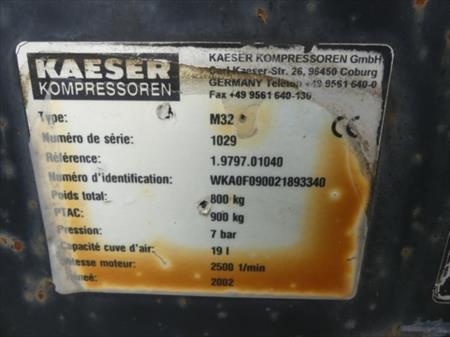 KAESER
KOMPRESSOREN
KAESER KOMPRESSOREN GmbH
Carl-Kaeser-Str. 26, 96450 Coburg
GERMANY Telefon +49 9561 640-0
Fax +49 9561 640-130
Type: M32
CE
Numéro de série: 1029
Référence: 1.9797.01040
Numéro d'identification: WKA0F090021893340
Poids total: 800 kg
PTAC: 900 kg
Pression: 7 bar
Capacité cuve d'air: 19 l
itesse moteur: 2500 1/min
2002